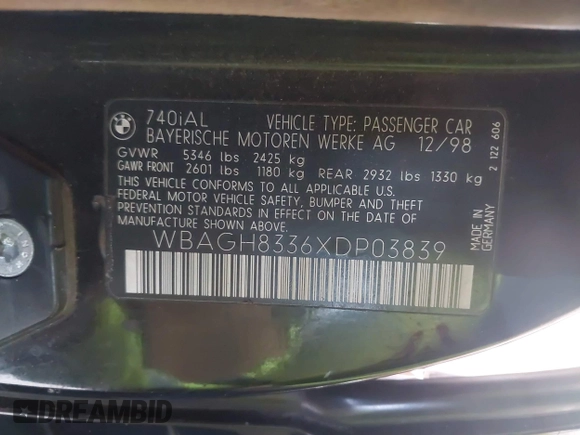 740iAL VEHICLE TYPE: PASSENGER CAR
BAYERISCHE MOTOREN WERKE AG 12/98
GVWR 5346 lbs 2425 kg
GAWR FRONT 2601 lbs 1180 kg REAR 2932 lbs 1330 kg
THIS VEHICLE CONFORMS TO ALL APPLICABLE U.S.
FEDERAL MOTOR VEHICLE SAFETY, BUMPER AND THEFT
PREVENTION STANDARDS IN EFFECT ON THE DATE OF
MANUFACTURE SHOWN ABOVE.
WBAGH8336XDP03839
2 122 606
MADE IN
GERMANY
DREAMBID